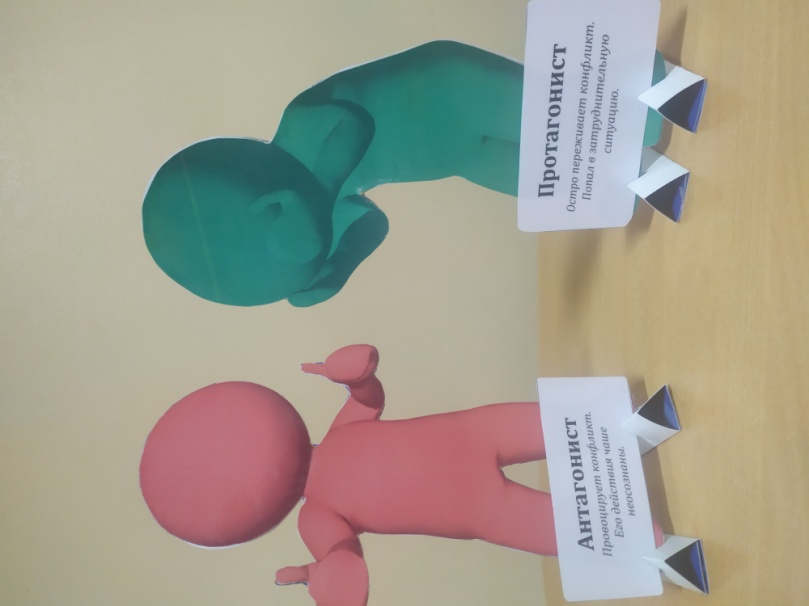 Протагонист
Остро переживает конфликт.
Попал в затруднительную
ситуацию.
Антагонист
Провоцирует конфликт.
Его действия чаще
неосознаны.